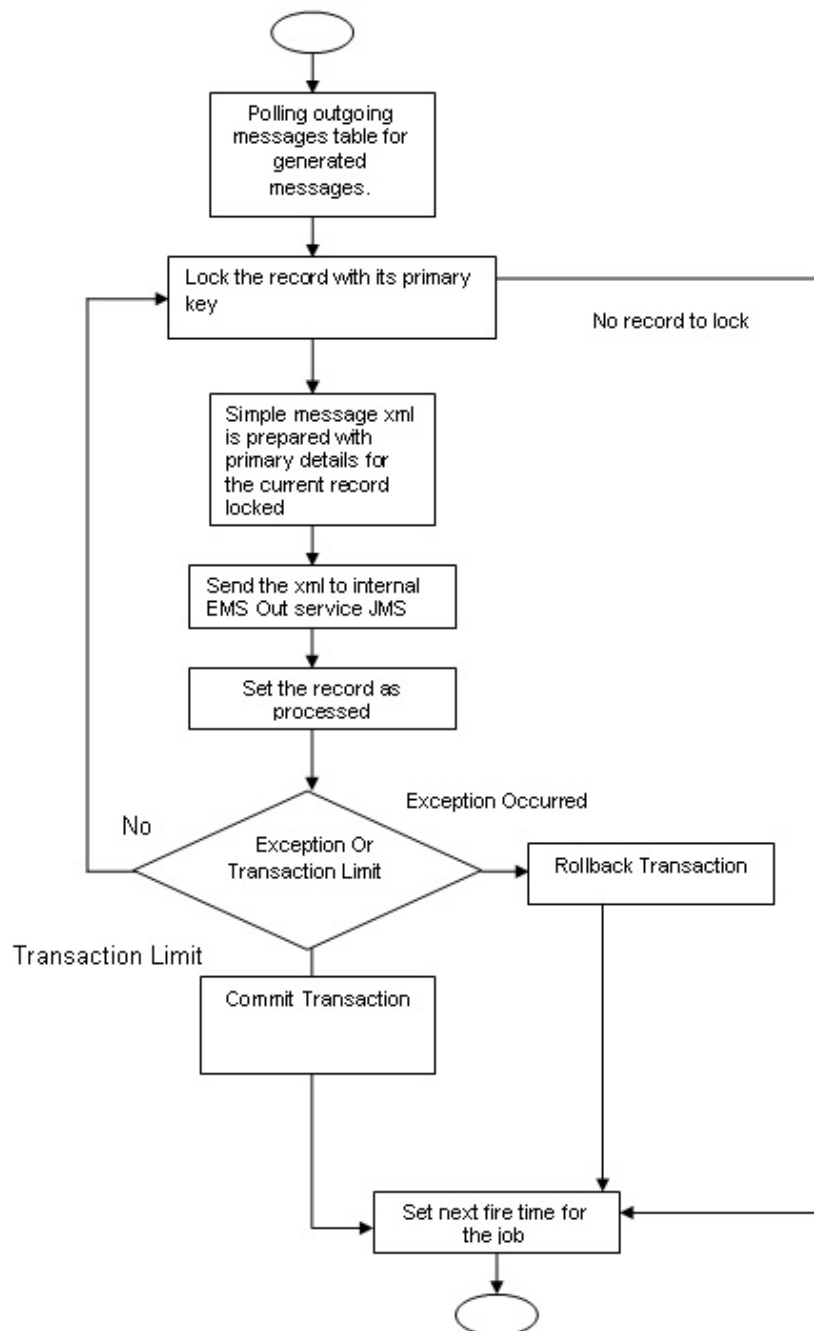 Polling outgoing
messages table for
generated
messages.
Lock the record with its primary
key
No record to lock
Simple message xml
is prepared with
primary details for
the current record
locked
Send the xml to internal
EMS Out service JMS
Set the record as
processed
Exception Occurred
No
Exception Or
Transaction Limit
Rollback Transaction
Transaction Limit
Commit Transaction
Set next fire time for
the job